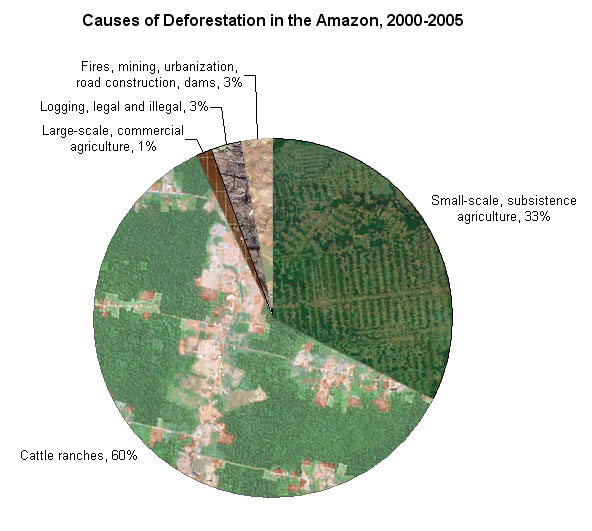 Causes of Deforestation in the Amazon, 2000-2005
Fires, mining, urbanization,
road construction, dams, 3%
Logging, legal and illegal, 3%
Large-scale, commercial
agriculture, 1%
Small-scale, subsistence
agriculture, 33%
Cattle ranches, 60%